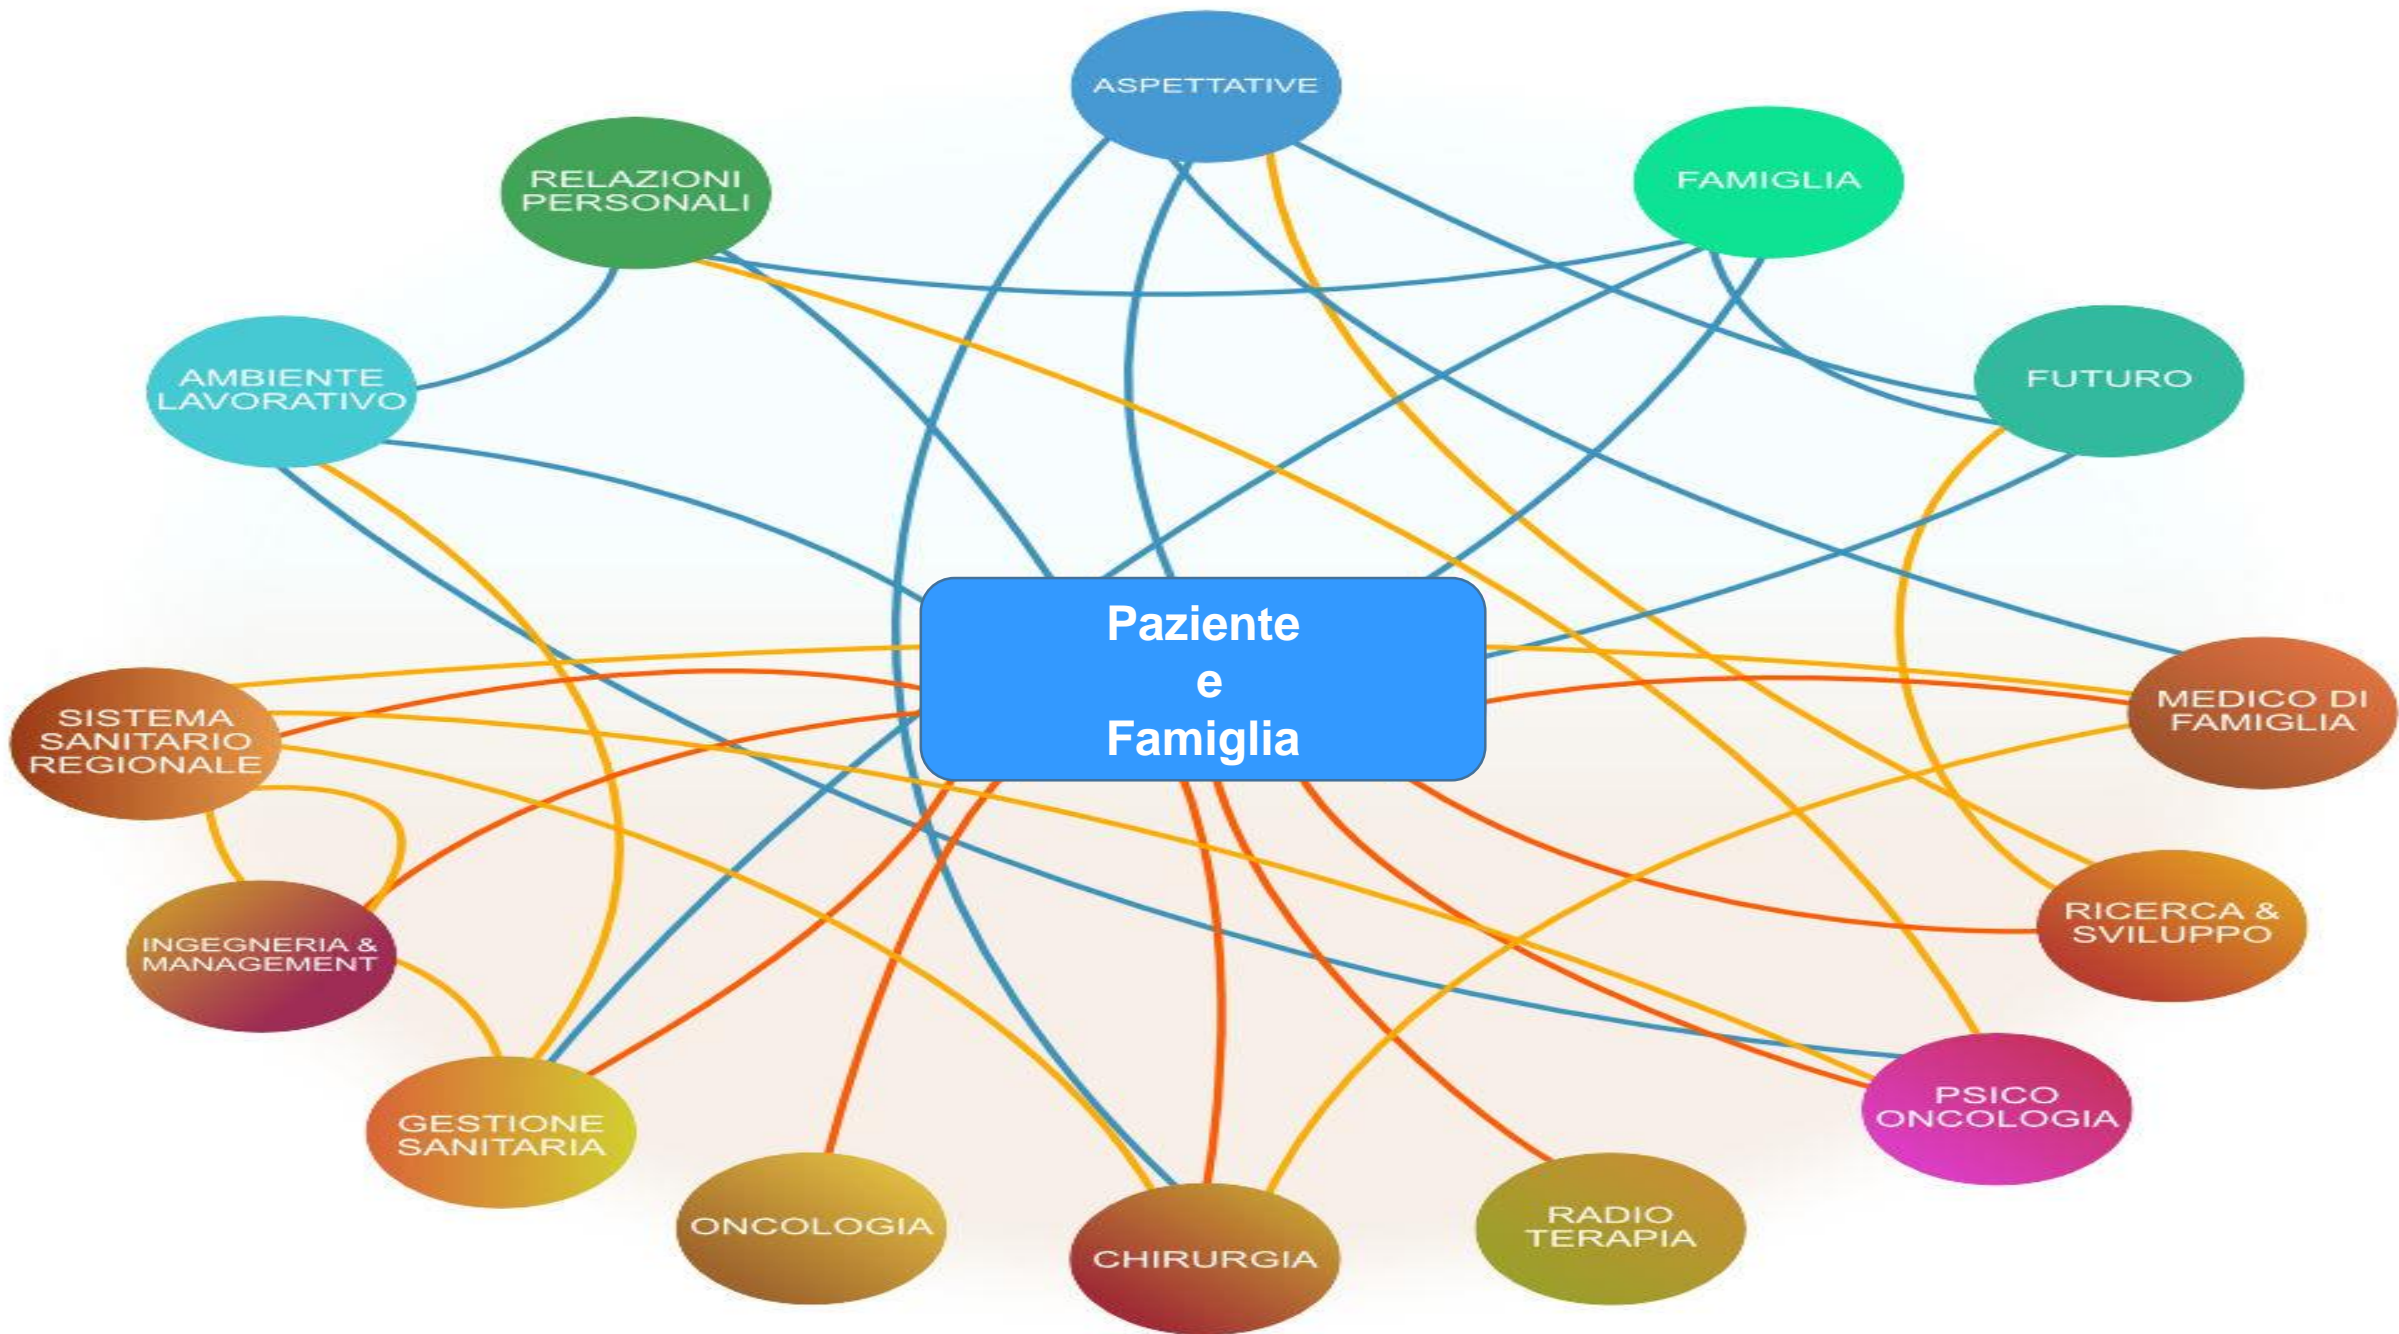 ASPETTATIVE
RELAZIONI
PERSONALI
FAMIGLIA
AMBIENTE
LAVORATIVO
FUTURO
Paziente
e
Famiglia
SISTEMA
SANITARIO
REGIONALE
MEDICO DI
FAMIGLIA
INGEGNERIA &
MANAGEMENT
RICERCA &
SVILUPPO
GESTIONE
SANITARIA
PSICO
ONCOLOGIA
ONCOLOGIA
CHIRURGIA
RADIO
TERAPIA